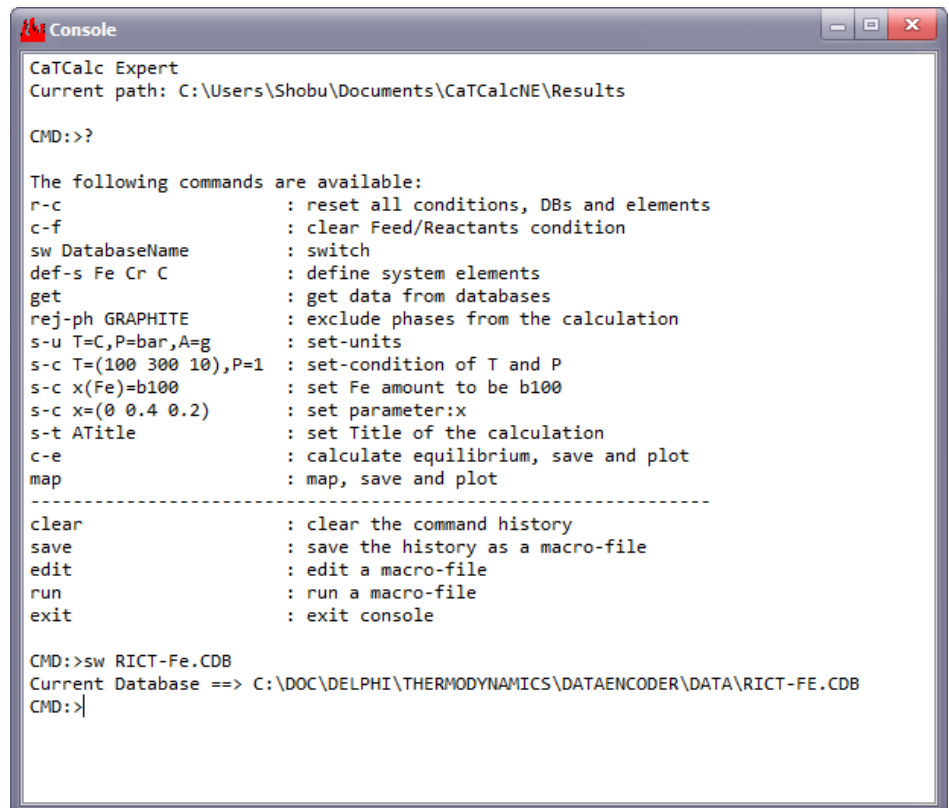 Console
CaTCalc Expert
Current path: C:\Users\Shobu\Documents\CaTCalcNE\Results
CMD:>?
The following commands are available:
r-c : reset all conditions, DBs and elements
c-f : clear Feed/Reactants condition
sw DatabaseName : switch
def-s Fe Cr C : define system elements
get : get data from databases
rej-ph GRAPHITE : exclude phases from the calculation
s-u T=C,P=bar,A=g : set-units
s-c T=(100 300 10),P=1 : set-condition of T and P
s-c x(Fe)=b100 : set Fe amount to be b100
s-c x=(0 0.4 0.2) : set parameter:x
s-t ATitle : set Title of the calculation
c-e : calculate equilibrium, save and plot
map : map, save and plot
------------------------------------------------------------------
clear : clear the command history
save : save the history as a macro-file
edit : edit a macro-file
run : run a macro-file
exit : exit console
CMD:>sw RICT-Fe.CDB
Current Database ==> C:\DOC\DELPHI\THERMODYNAMICS\DATAENCODER\DATA\RICT-FE.CDB
CMD:>